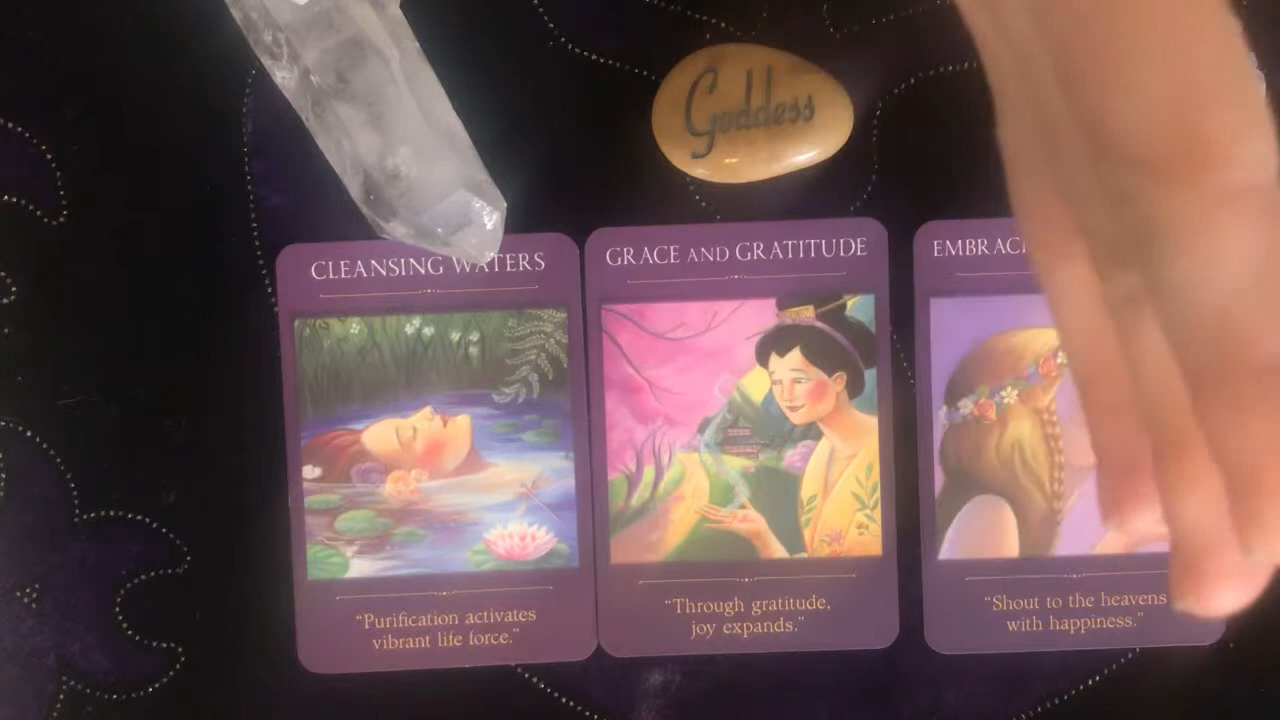 Goddess
CLEANSING WATERS
GRACE AND GRATITUDE
"Purification activates
vibrant life force."
"Through gratitude,
joy expands."
"Shout to the heavens
with happiness."